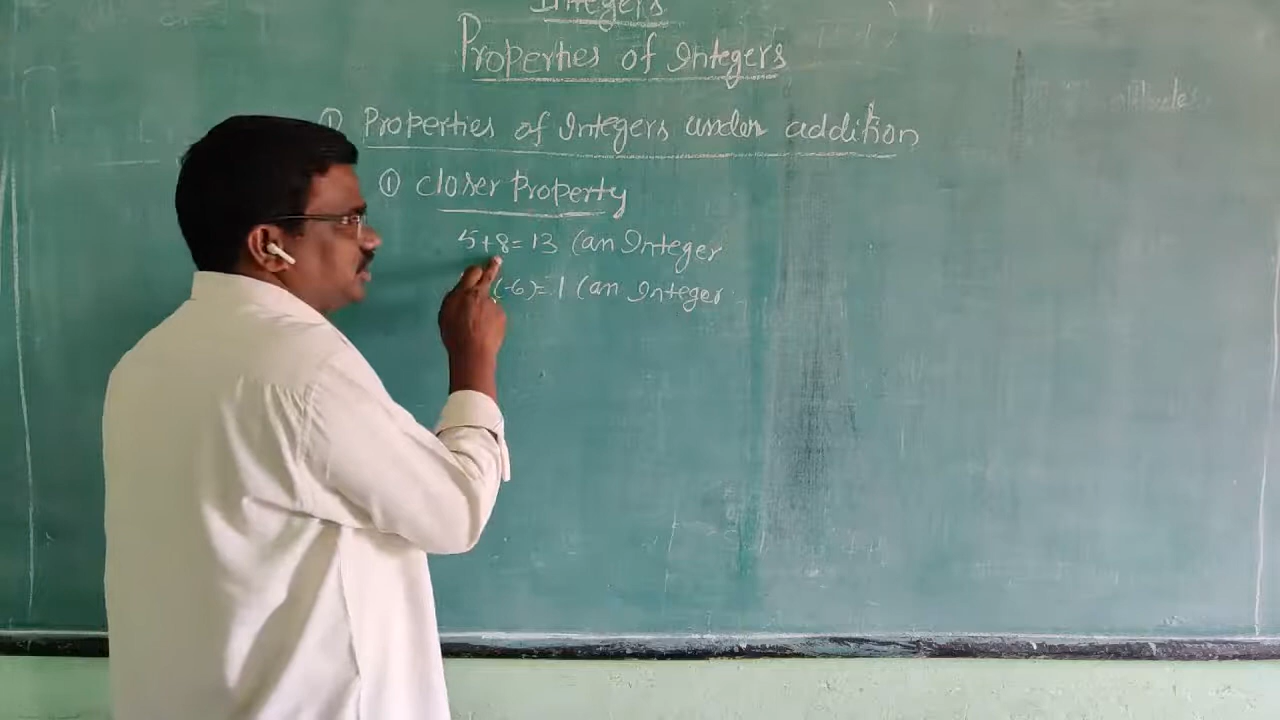 Integers
Properties of Integers
① Properties of Integers under addition
① Closer Property
5+8=13 (an Integer
(-6)=1 (an Integer